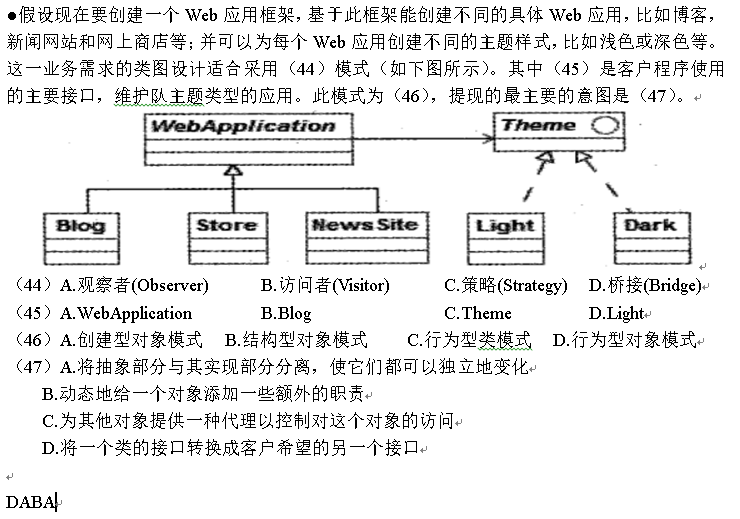 ●假设现在要创建一个 Web 应用框架，基于此框架能创建不同的具体 Web 应用，比如博客，
新闻网站和网上商店等；并可以为每个 Web 应用创建不同的主题样式，比如浅色或深色等。
这一业务需求的类图设计适合采用（44）模式（如下图所示）。其中（45）是客户程序使用
的主要接口，维护队主题类型的应用。此模式为（46），提现的最主要的意图是（47）。
WebApplication Theme
Blog Store News Site Light Dark
（44）A.观察者(Observer) B.访问者(Visitor) C.策略(Strategy) D.桥接(Bridge)
（45）A.WebApplication B.Blog C.Theme D.Light
（46）A.创建型对象模式 B.结构型对象模式 C.行为型类模式 D.行为型对象模式
（47）A.将抽象部分与其实现部分分离，使它们都可以独立地变化
B.动态地给一个对象添加一些额外的职责
C.为其他对象提供一种代理以控制对这个对象的访问
D.将一个类的接口转换成客户希望的另一个接口
DABA